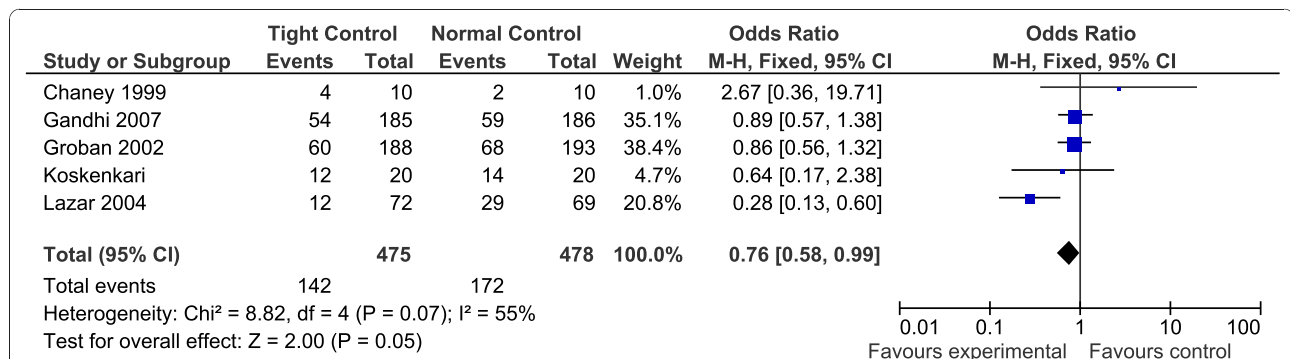 Tight Control Normal Control Odds Ratio Odds Ratio
Study or Subgroup Events Total Events Total Weight M-H, Fixed, 95% CI M-H, Fixed, 95% CI
Chaney 1999 4 10 2 10 1.0% 2.67 [0.36, 19.71]
Gandhi 2007 54 185 59 186 35.1% 0.89 [0.57, 1.38]
Groban 2002 60 188 68 193 38.4% 0.86 [0.56, 1.32]
Koskenkari 12 20 14 20 4.7% 0.64 [0.17, 2.38]
Lazar 2004 12 72 29 69 20.8% 0.28 [0.13, 0.60]
Total (95% CI) 475 478 100.0% 0.76 [0.58, 0.99]
Total events 142 172
Heterogeneity: Chi² = 8.82, df = 4 (P = 0.07); I² = 55%
Test for overall effect: Z = 2.00 (P = 0.05)
0.01 0.1 1 10 100
Favours experimental Favours control